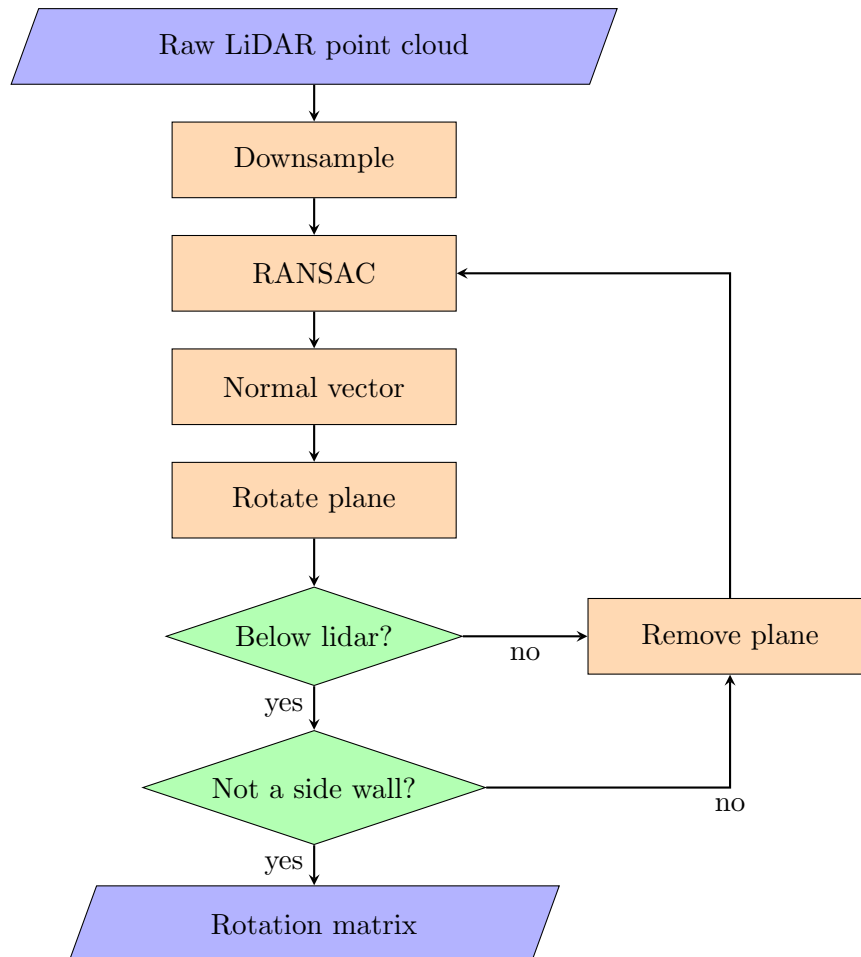 Raw LiDAR point cloud
Downsample
RANSAC
Normal vector
Rotate plane
Below lidar?
no
Remove plane
yes
Not a side wall?
no
yes
Rotation matrix